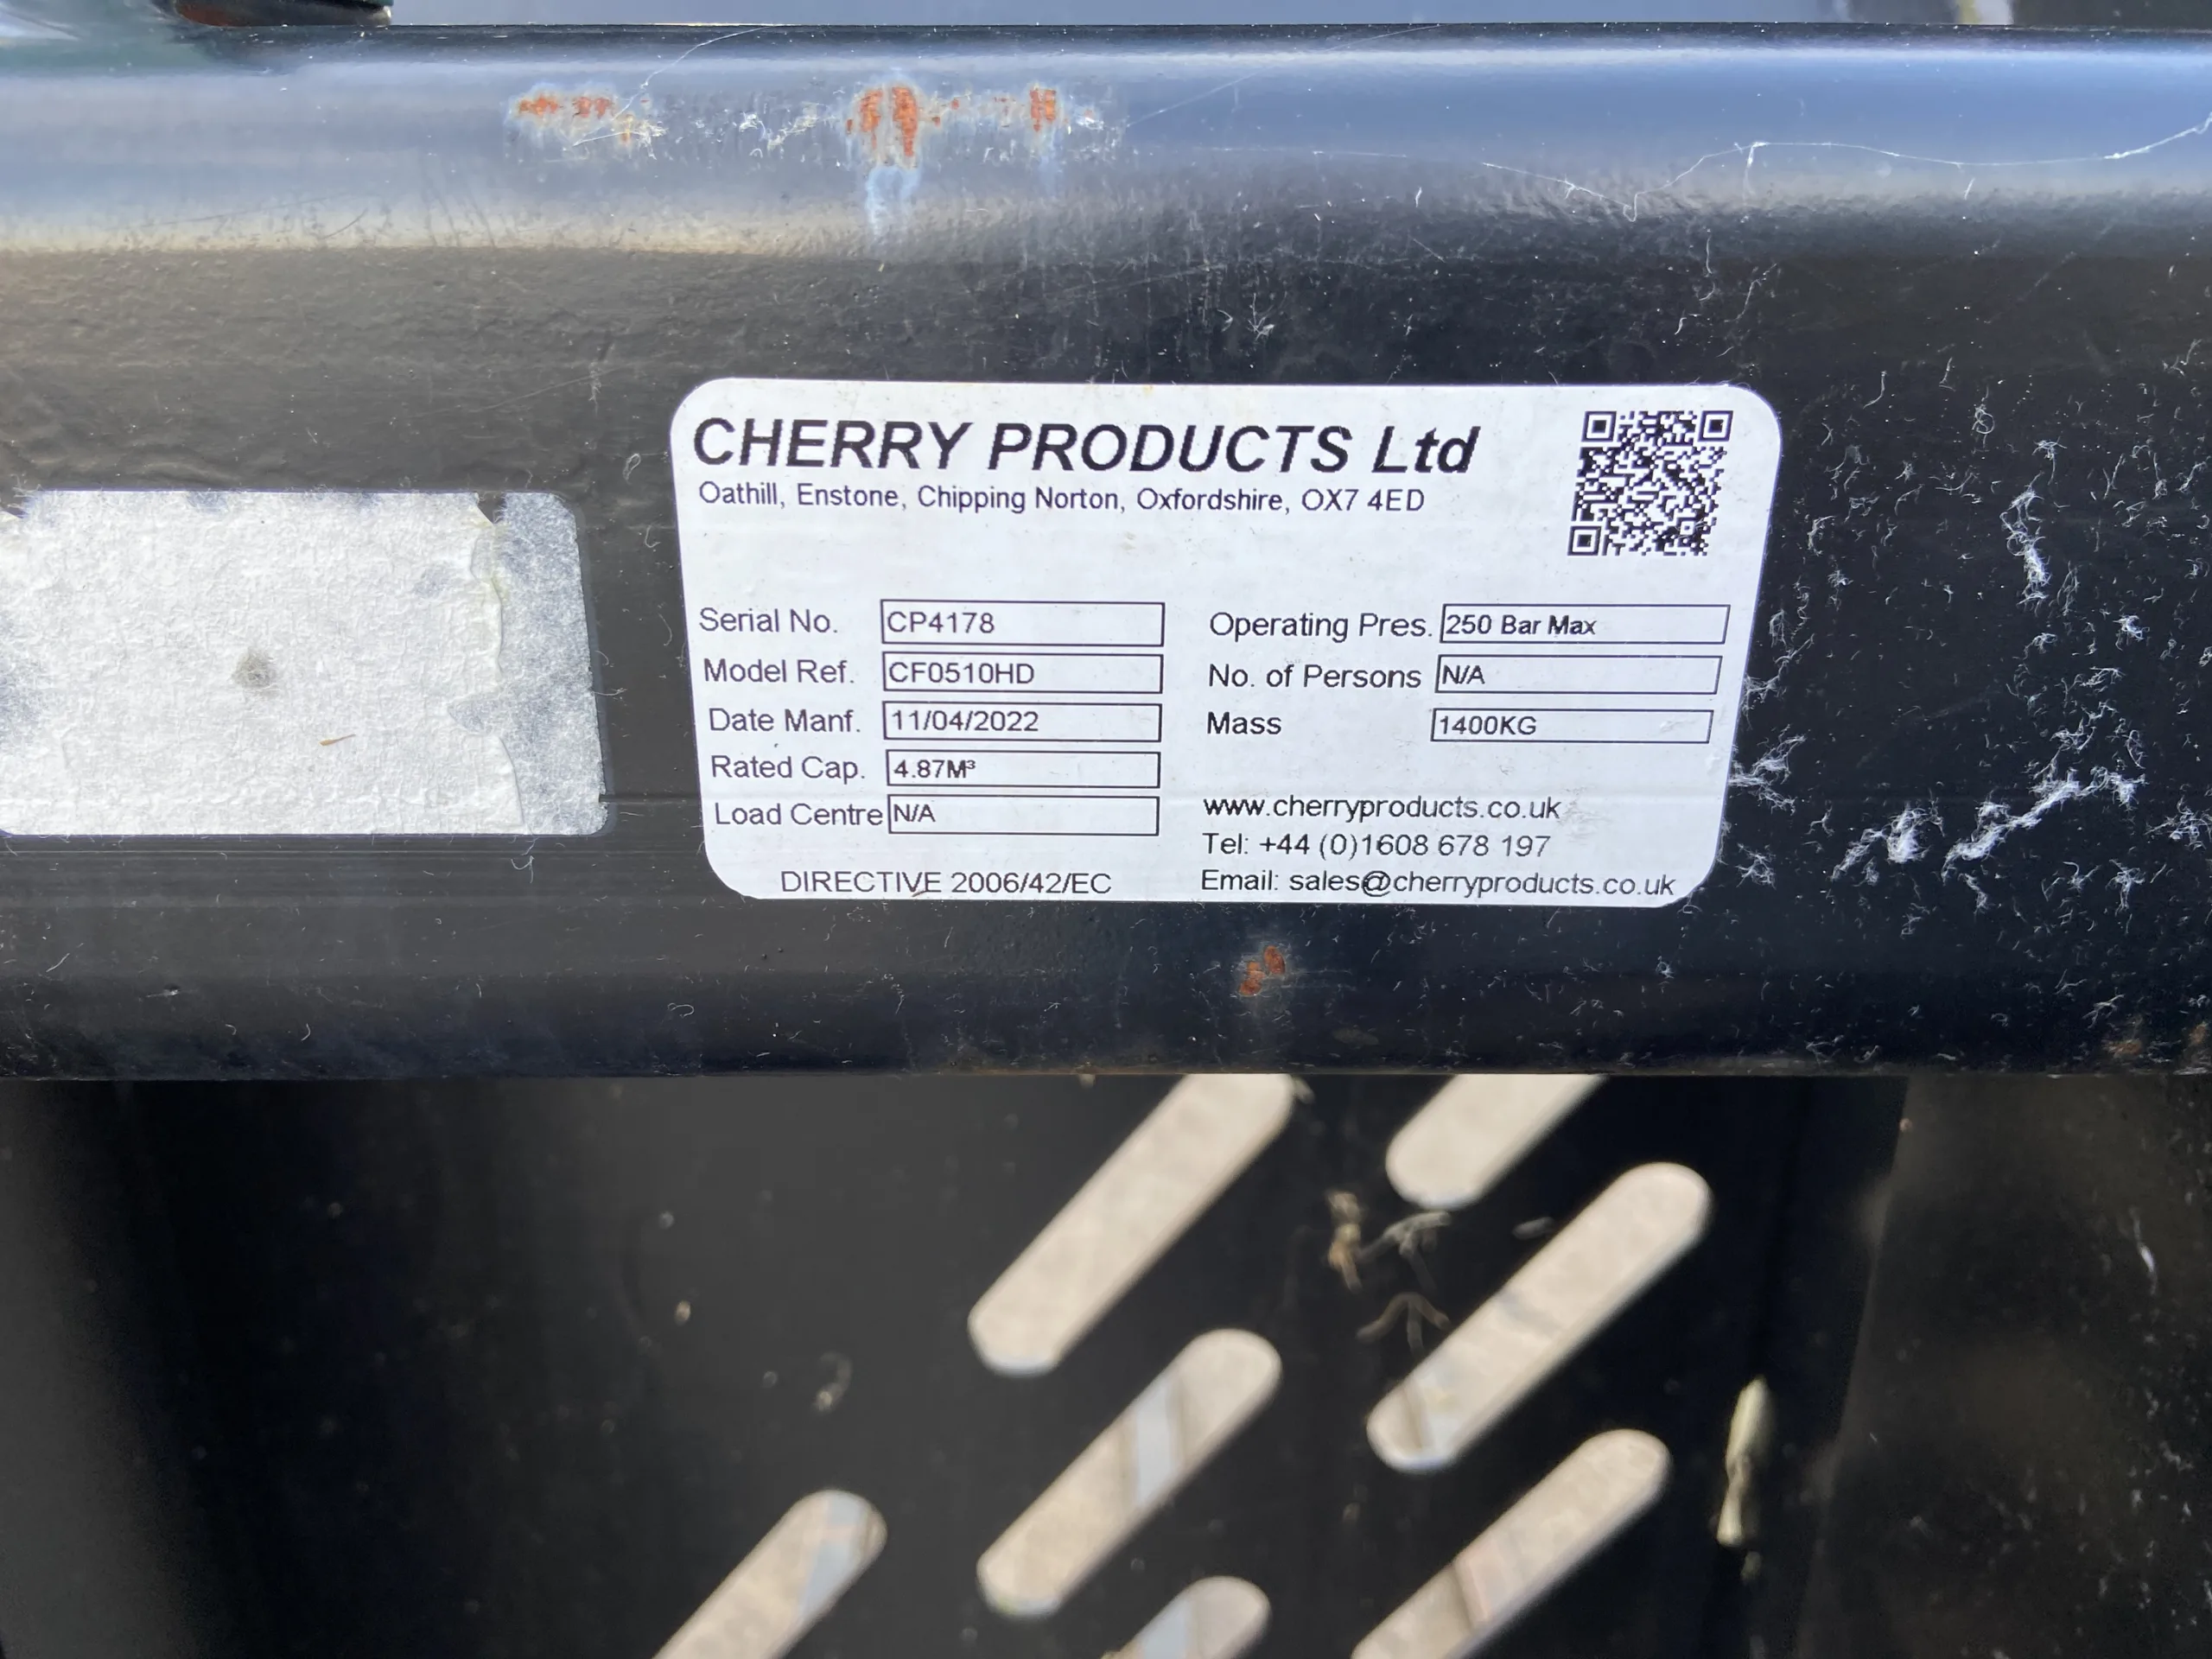 CHERRY PRODUCTS Ltd
Oathill, Enstone, Chipping Norton, Oxfordshire, OX7 4ED
Serial No. CP4178
Model Ref. CF0510HD
Date Manf. 11/04/2022
Rated Cap. 4.87M³
Load Centre N/A
DIRECTIVE 2006/42/EC
Operating Pres. 250 Bar Max
No. of Persons N/A
Mass 1400KG
www.cherryproducts.co.uk
Tel: +44 (0)1608 678 197
Email: sales@cherryproducts.co.uk